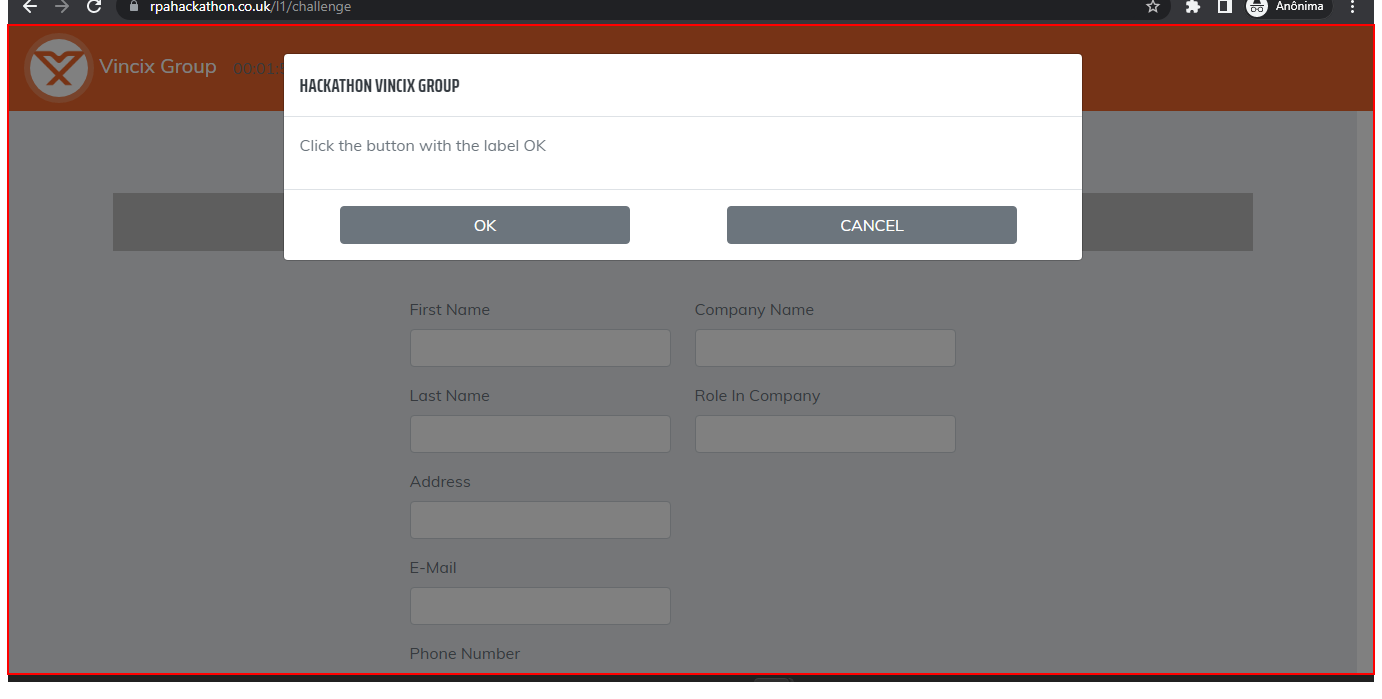 rpahackathon.co.uk/l1/challenge
Anônima
Vincix Group 00:01:
HACKATHON VINCIX GROUP
Click the button with the label OK
OK CANCEL
First Name Company Name
Last Name Role In Company
Address
E-Mail
Phone Number